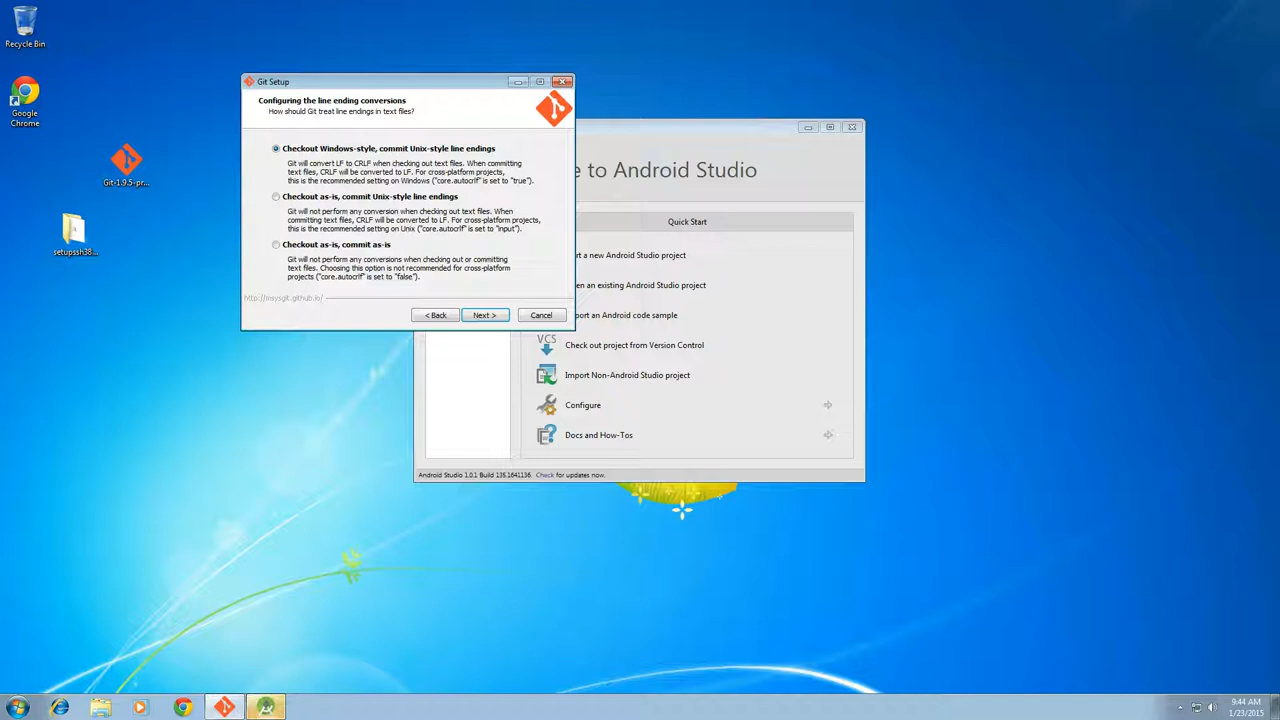 Recycle Bin
Google
Chrome
Git-1.9.5-pr...
setupssh38...
Git Setup
Configuring the line ending conversions
How should Git treat line endings in text files?
Checkout Windows-style, commit Unix-style line endings
Git will convert LF to CRLF when checking out text files. When committing
text files, CRLF will be converted to LF. For cross-platform projects,
this is the recommended setting on Windows ("core.autocrlf" is set to "true").
Checkout as-is, commit Unix-style line endings
Git will not perform any conversion when checking out text files. When
committing text files, CRLF will be converted to LF. For cross-platform projects,
this is the recommended setting on Unix ("core.autocrlf" is set to "input").
Checkout as-is, commit as-is
Git will not perform any conversions when checking out or committing
text files. Choosing this option is not recommended for cross-platform
projects ("core.autocrlf" is set to "false").
http://msysgit.github.io/
< Back
Next >
Cancel
e to Android Studio
Quick Start
rt a new Android Studio project
en an existing Android Studio project
ort an Android code sample
VCS
Check out project from Version Control
Import Non-Android Studio project
Configure
Docs and How-Tos
Android Studio 1.0.1 Build 135.1641136. Check for updates now.
9:44 AM
1/23/2015